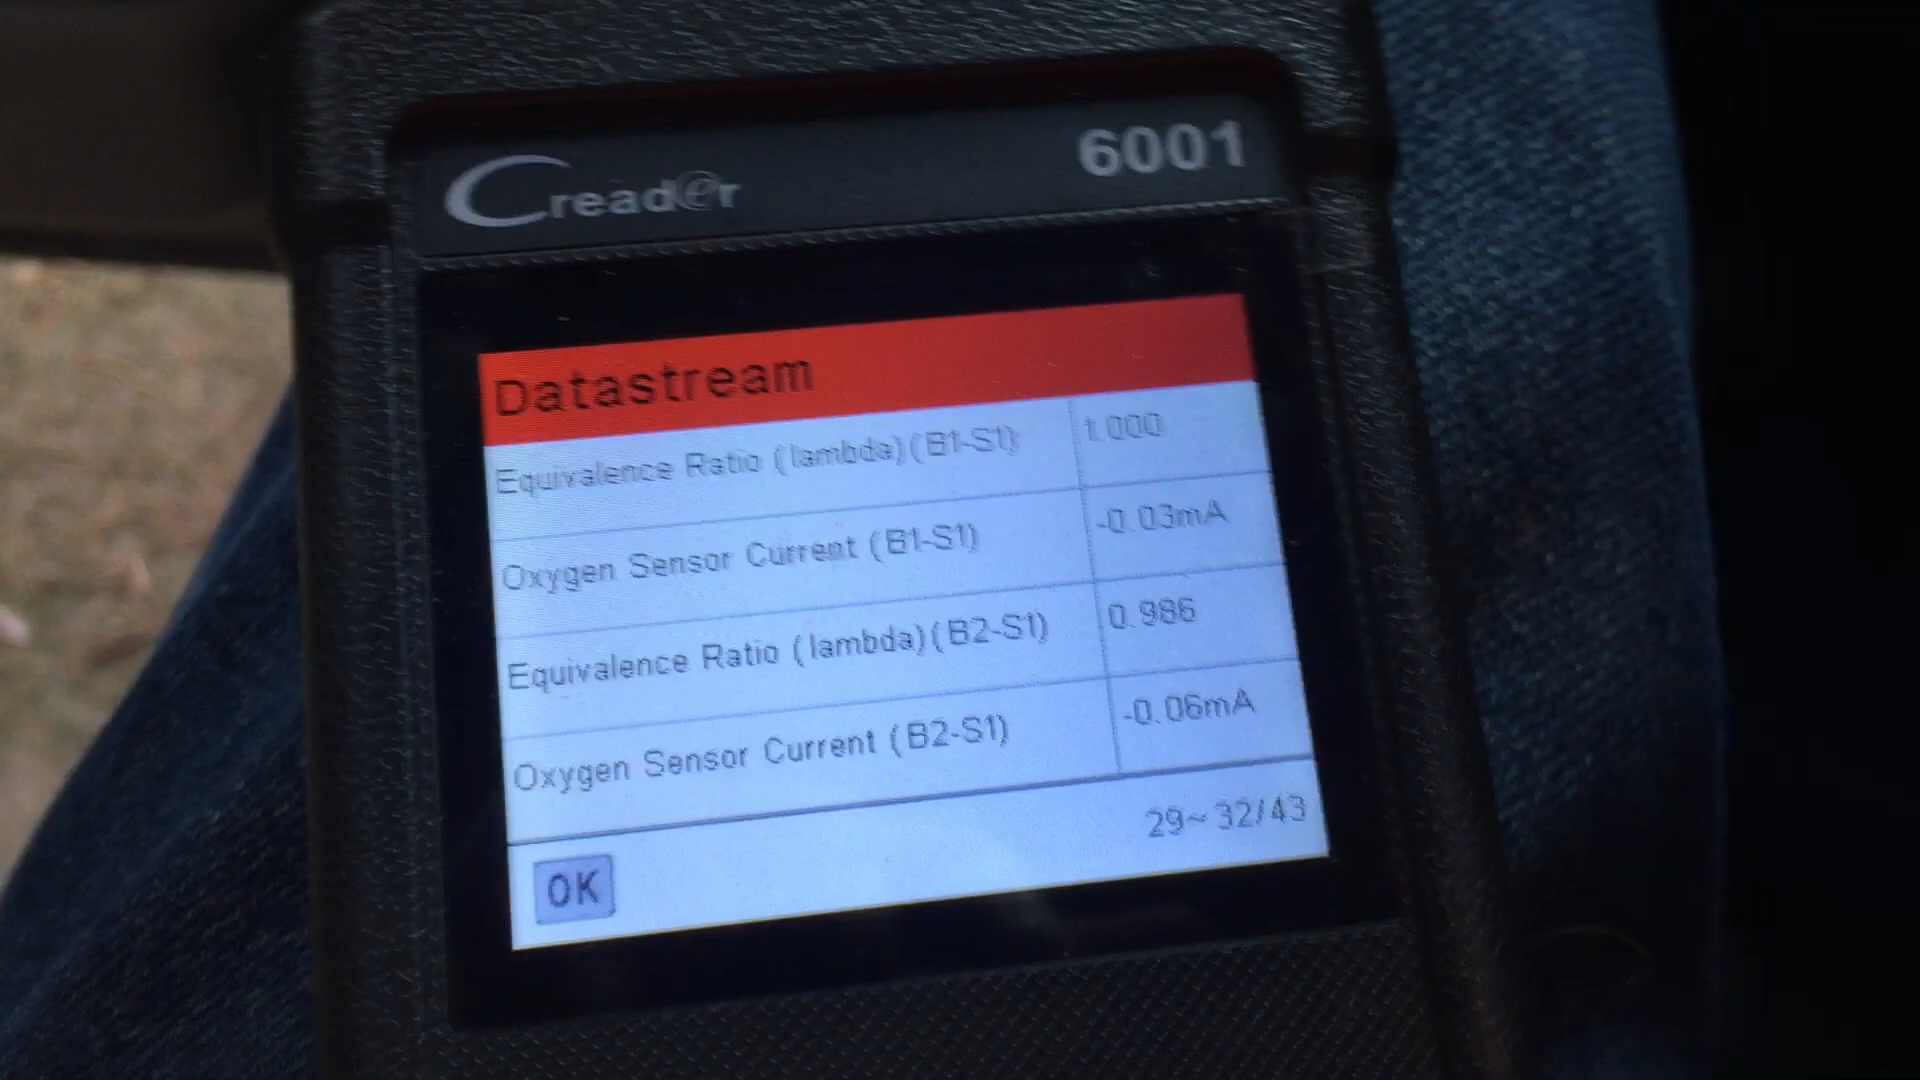 Cread@r 6001
Datastream
Equivalence Ratio (lambda)(B1-S1) 1.000
Oxygen Sensor Current (B1-S1) -0.03mA
Equivalence Ratio (lambda)(B2-S1) 0.986
Oxygen Sensor Current (B2-S1) -0.06mA
29~32/43
OK